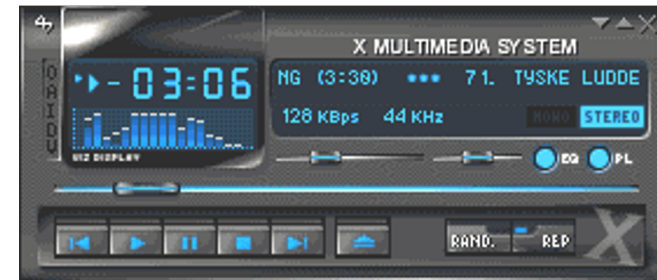 X MULTIMEDIA SYSTEM
-03:06
NG (3:30) *** 71. TYSKE LUDDE
128 KBps 44 KHz
MONO STEREO
VIZ DISPLAY
EQ PL
RAND. REP
X